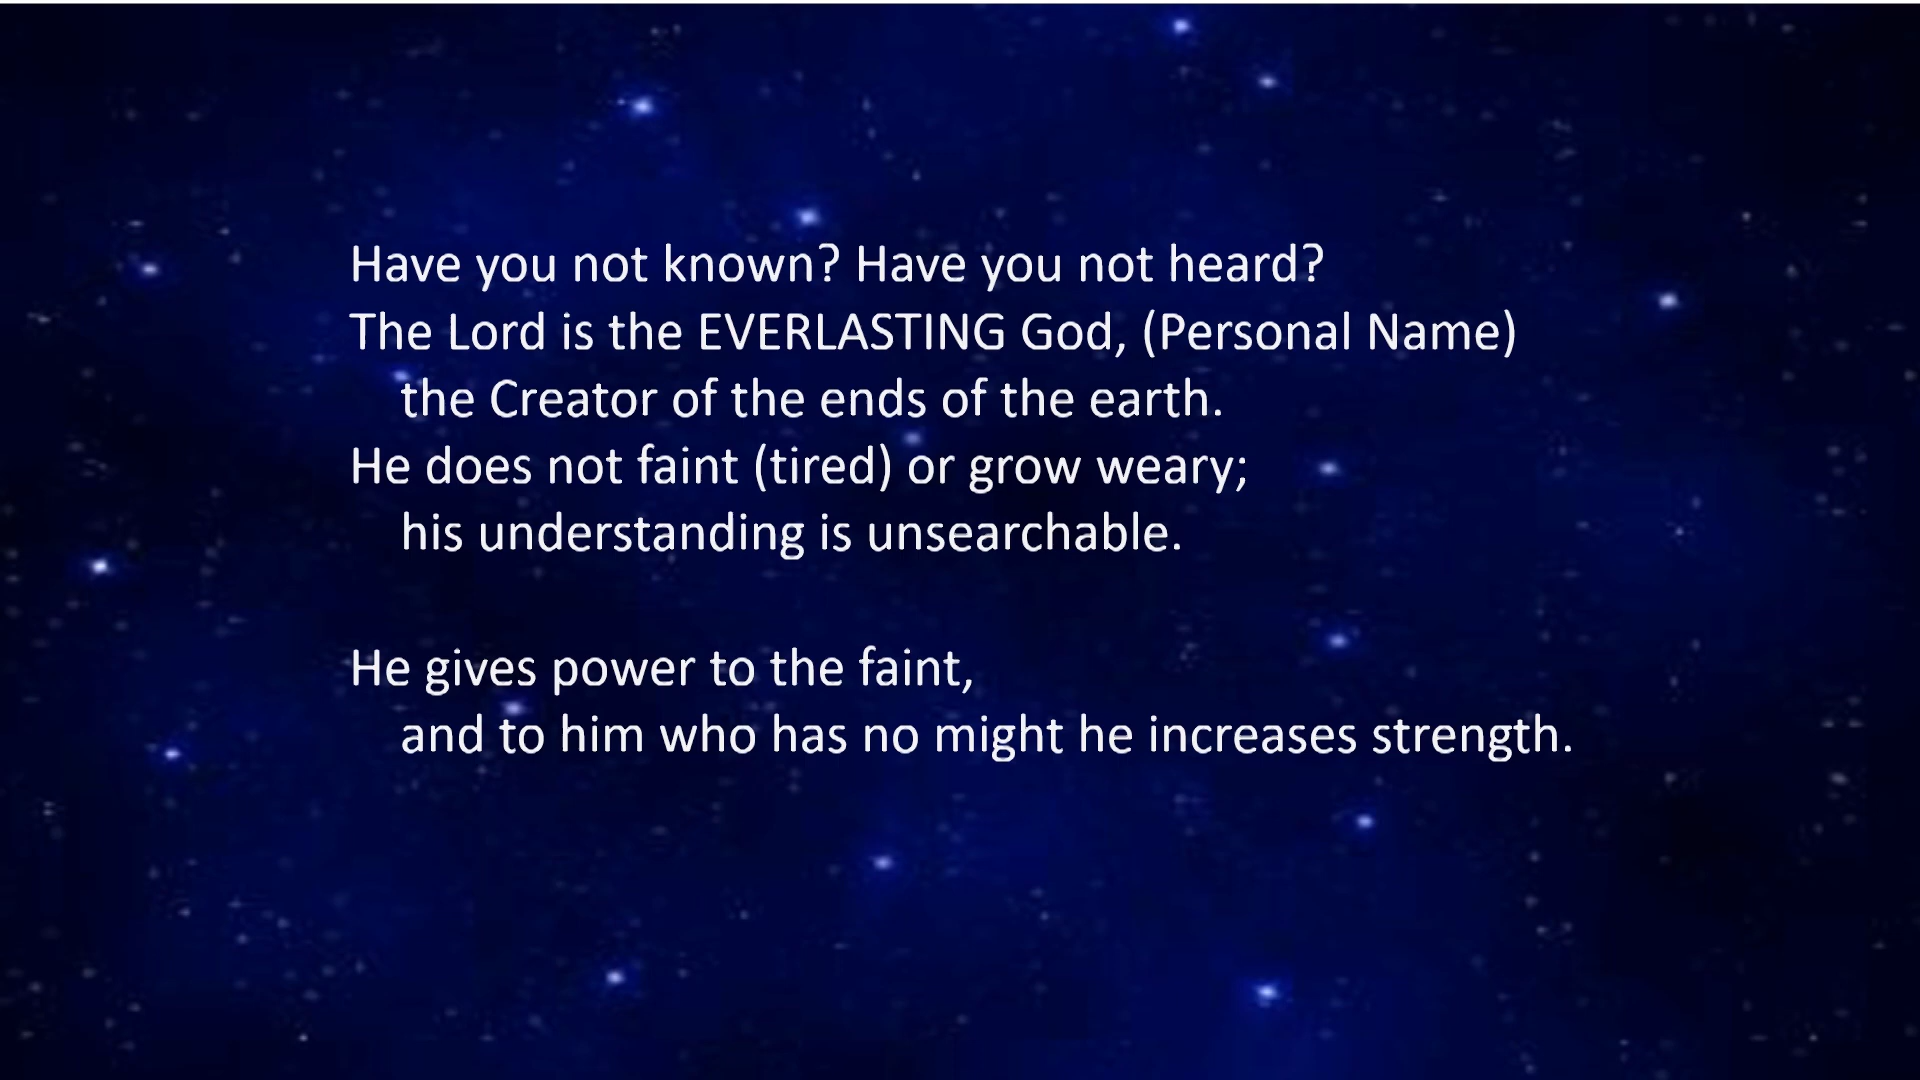 Have you not known? Have you not heard?
The Lord is the EVERLASTING God, (Personal Name)
the Creator of the ends of the earth.
He does not faint (tired) or grow weary;
his understanding is unsearchable.
He gives power to the faint,
and to him who has no might he increases strength.